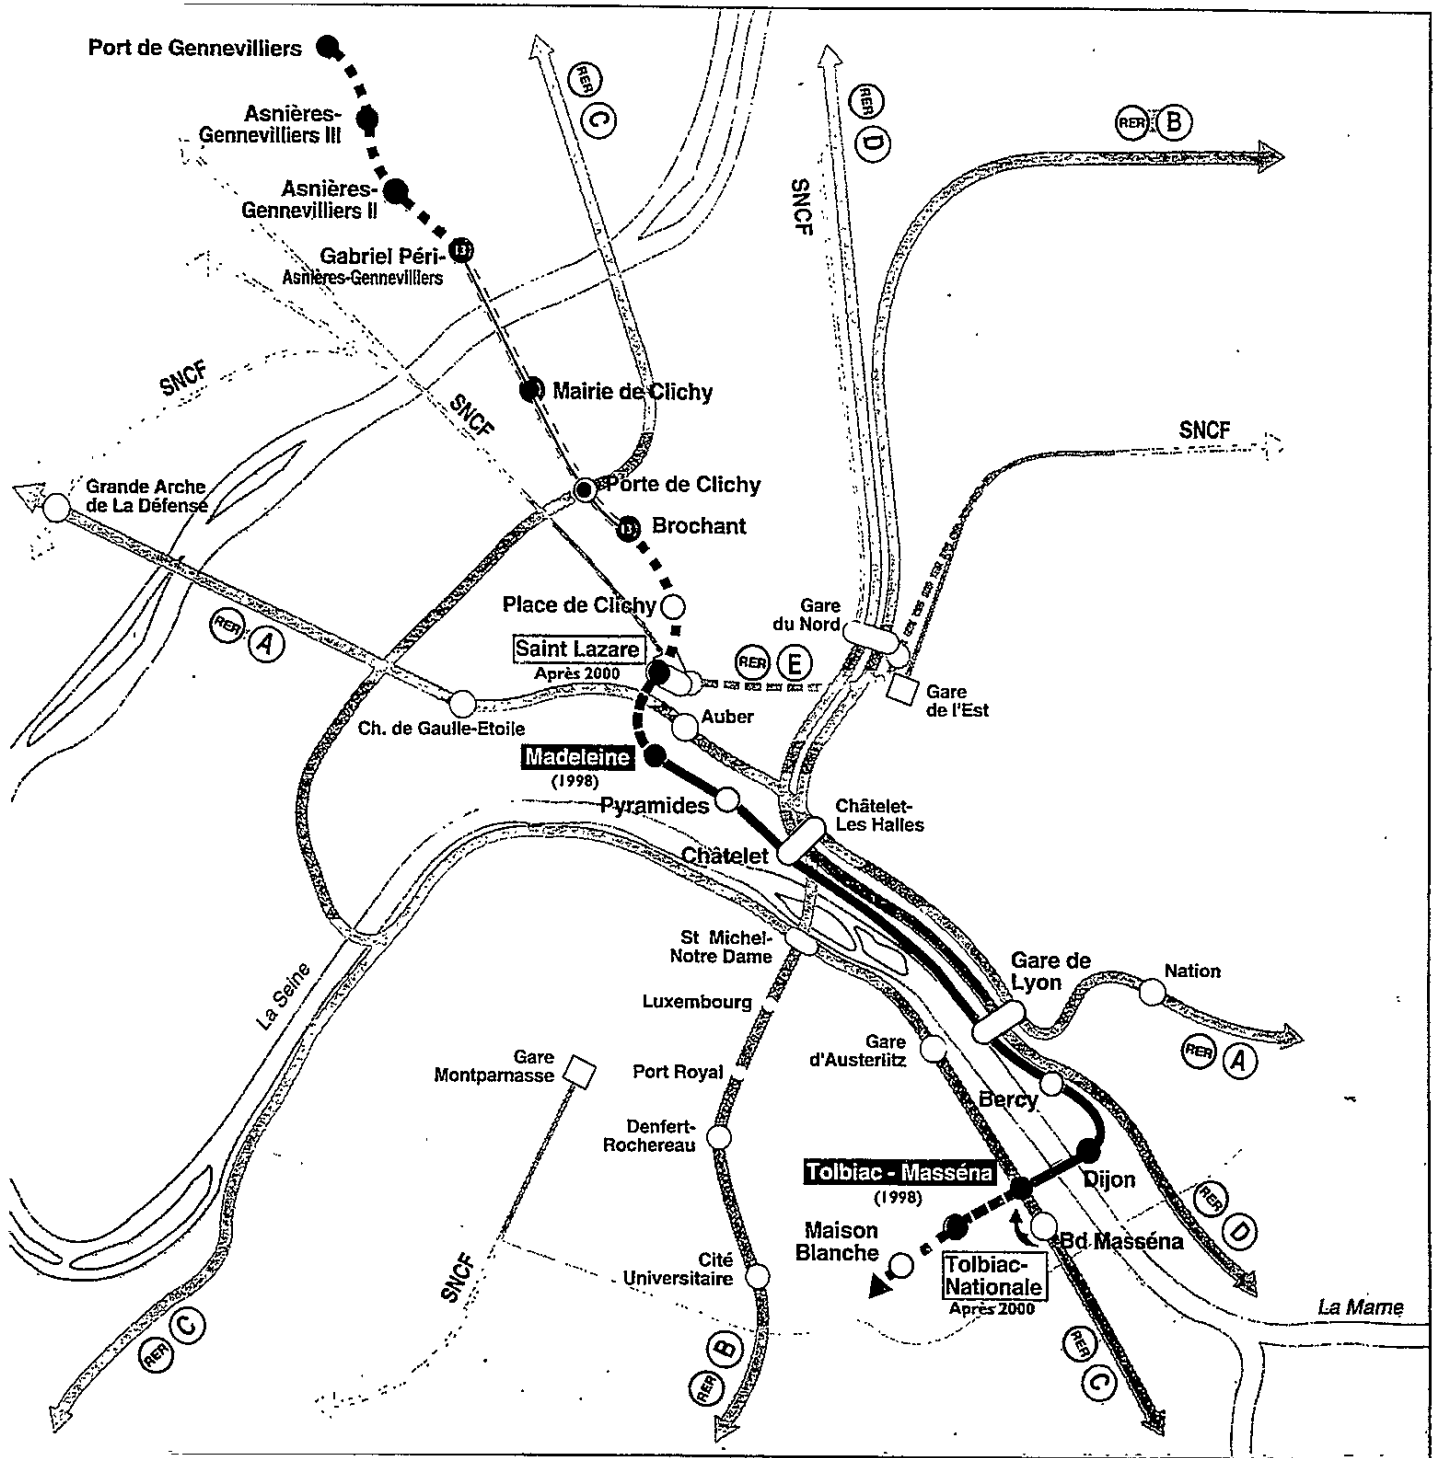 Port de Gennevilliers
Asnières-
Gennevilliers III
Asnières-
Gennevilliers II
Gabriel Péri-
Asnières-Gennevilliers
13
RER C
RER D
RER B
SNCF
Mairie de Clichy
SNCF
SNCF
SNCF
Grande Arche
de La Défense
Porte de Clichy
13
Brochant
Place de Clichy
Gare
du Nord
RER A
Saint Lazare
Après 2000
RER E
Gare
de l'Est
Ch. de Gaulle-Etoile
Auber
Madeleine
(1998)
Pyramides
Châtelet-
Les Halles
Châtelet
St Michel-
Notre Dame
Gare de
Lyon
Nation
La Seine
Luxembourg
Gare
d'Austerlitz
RER A
Gare
Montparnasse
Port Royal
Bercy
Denfert-
Rochereau
Tolbiac - Masséna
(1998)
Dijon
RER D
Maison
Blanche
Bd Masséna
Cité
Universitaire
Tolbiac-
Nationale
Après 2000
SNCF
La Marne
RER C
RER B
RER C